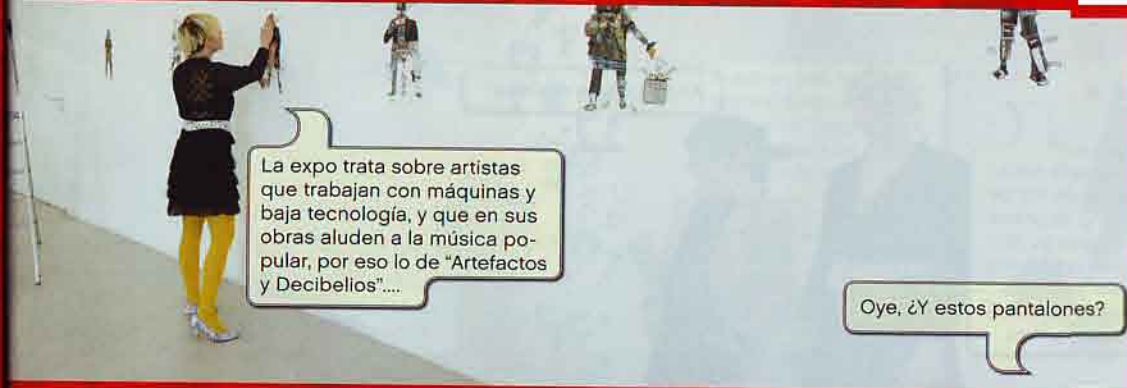 La expo trata sobre artistas
que trabajan con máquinas y
baja tecnología, y que en sus
obras aluden a la música po-
pular, por eso lo de “Artefactos
y Decibelios”....
Oye, ¿Y estos pantalones?